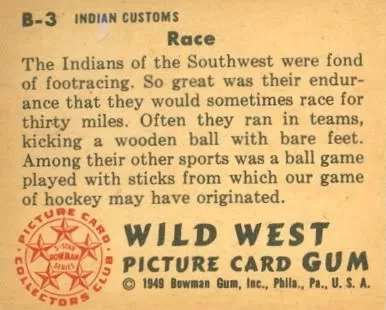 B-3 INDIAN CUSTOMS
Race
The Indians of the Southwest were fond
of footracing. So great was their endur-
ance that they would sometimes race for
thirty miles. Often they ran in teams,
kicking a wooden ball with bare feet.
Among their other sports was a ball game
played with sticks from which our game
of hockey may have originated.
PICTURE CARD
COLLECTORS CLUB
5-STAR
BOWMAN
SERIES
WILD WEST
PICTURE CARD GUM
© 1949 Bowman Gum, Inc., Phila., Pa., U. S. A.